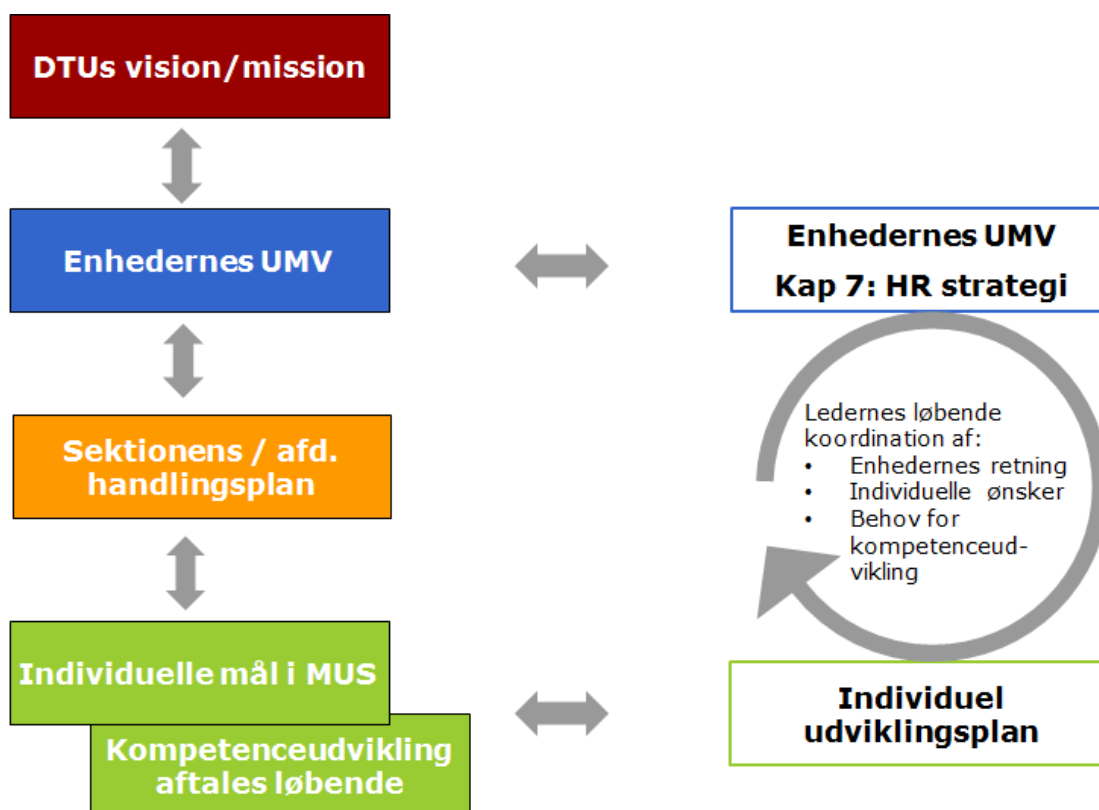 DTUs vision/mission
Enhedernes UMV
Sektionens / afd.
handlingsplan
Individuelle mål i MUS
Kompetenceudvikling
aftales løbende
Enhedernes UMV
Kap 7: HR strategi
Ledernes løbende
koordination af:
• Enhedernes retning
• Individuelle ønsker
• Behov for
kompetenceud-
vikling
Individuel
udviklingsplan